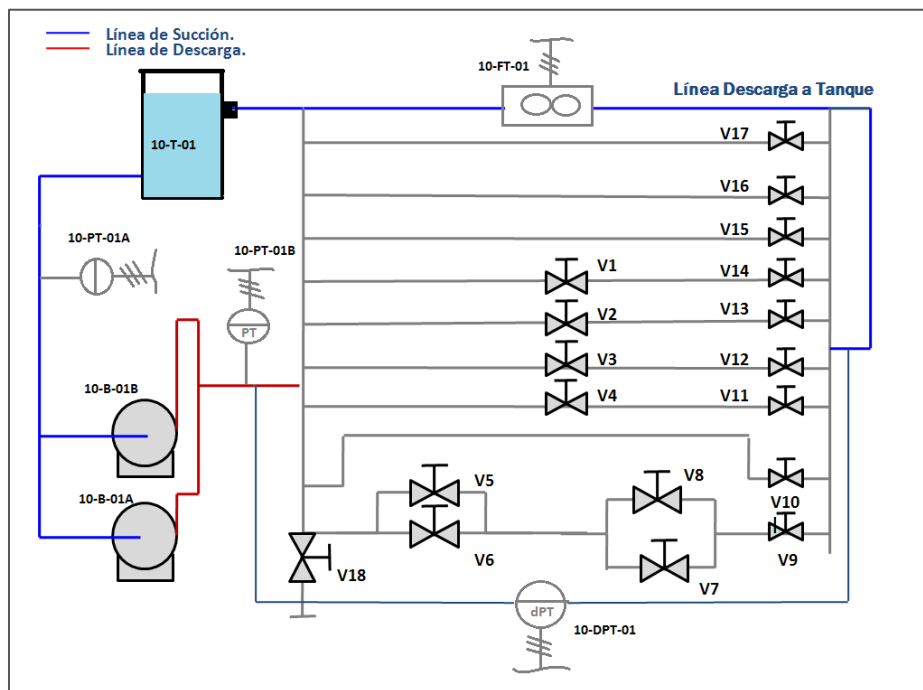 Línea de Succión.
Línea de Descarga.
10-FT-01
Línea Descarga a Tanque
10-T-01
V17
V16
10-PT-01A
10-PT-01B
V15
V1
V14
V2
V13
PT
V3
V12
10-B-01B
V4
V11
10-B-01A
V5
V8
V10
V6
V9
V18
V7
dPT
10-DPT-01